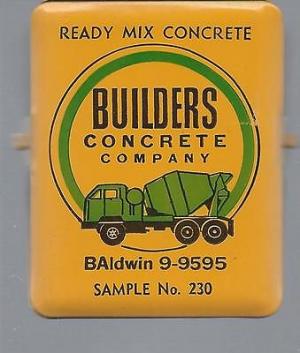 READY MIX CONCRETE
BUILDERS
CONCRETE
COMPANY
BAldwin 9-9595
SAMPLE No. 230